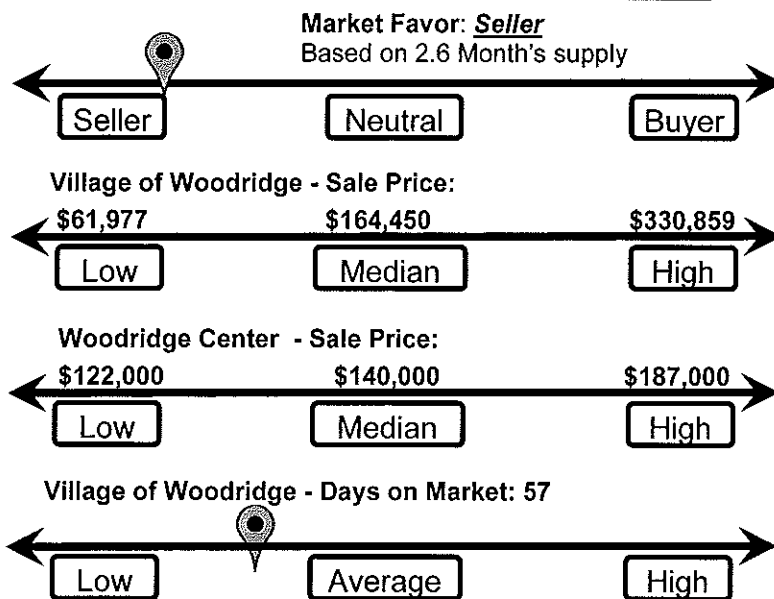 Market Favor: Seller
Based on 2.6 Month's supply
Seller Neutral Buyer
Village of Woodridge - Sale Price:
$61,977 $164,450 $330,859
Low Median High
Woodridge Center - Sale Price:
$122,000 $140,000 $187,000
Low Median High
Village of Woodridge - Days on Market: 57
Low Average High